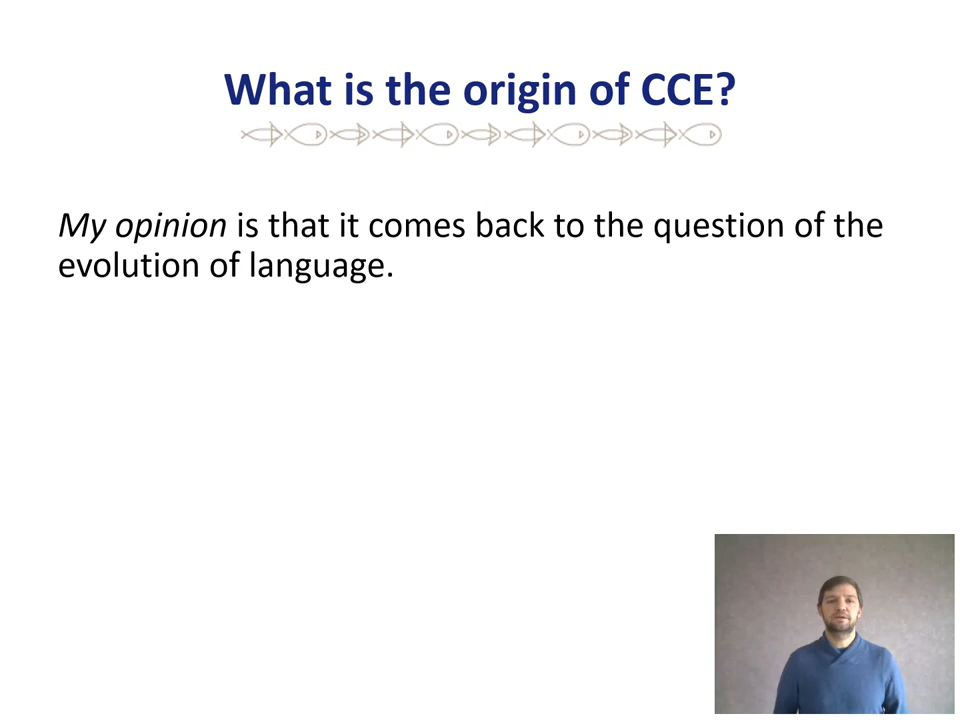 What is the origin of CCE?
My opinion is that it comes back to the question of the
evolution of language.